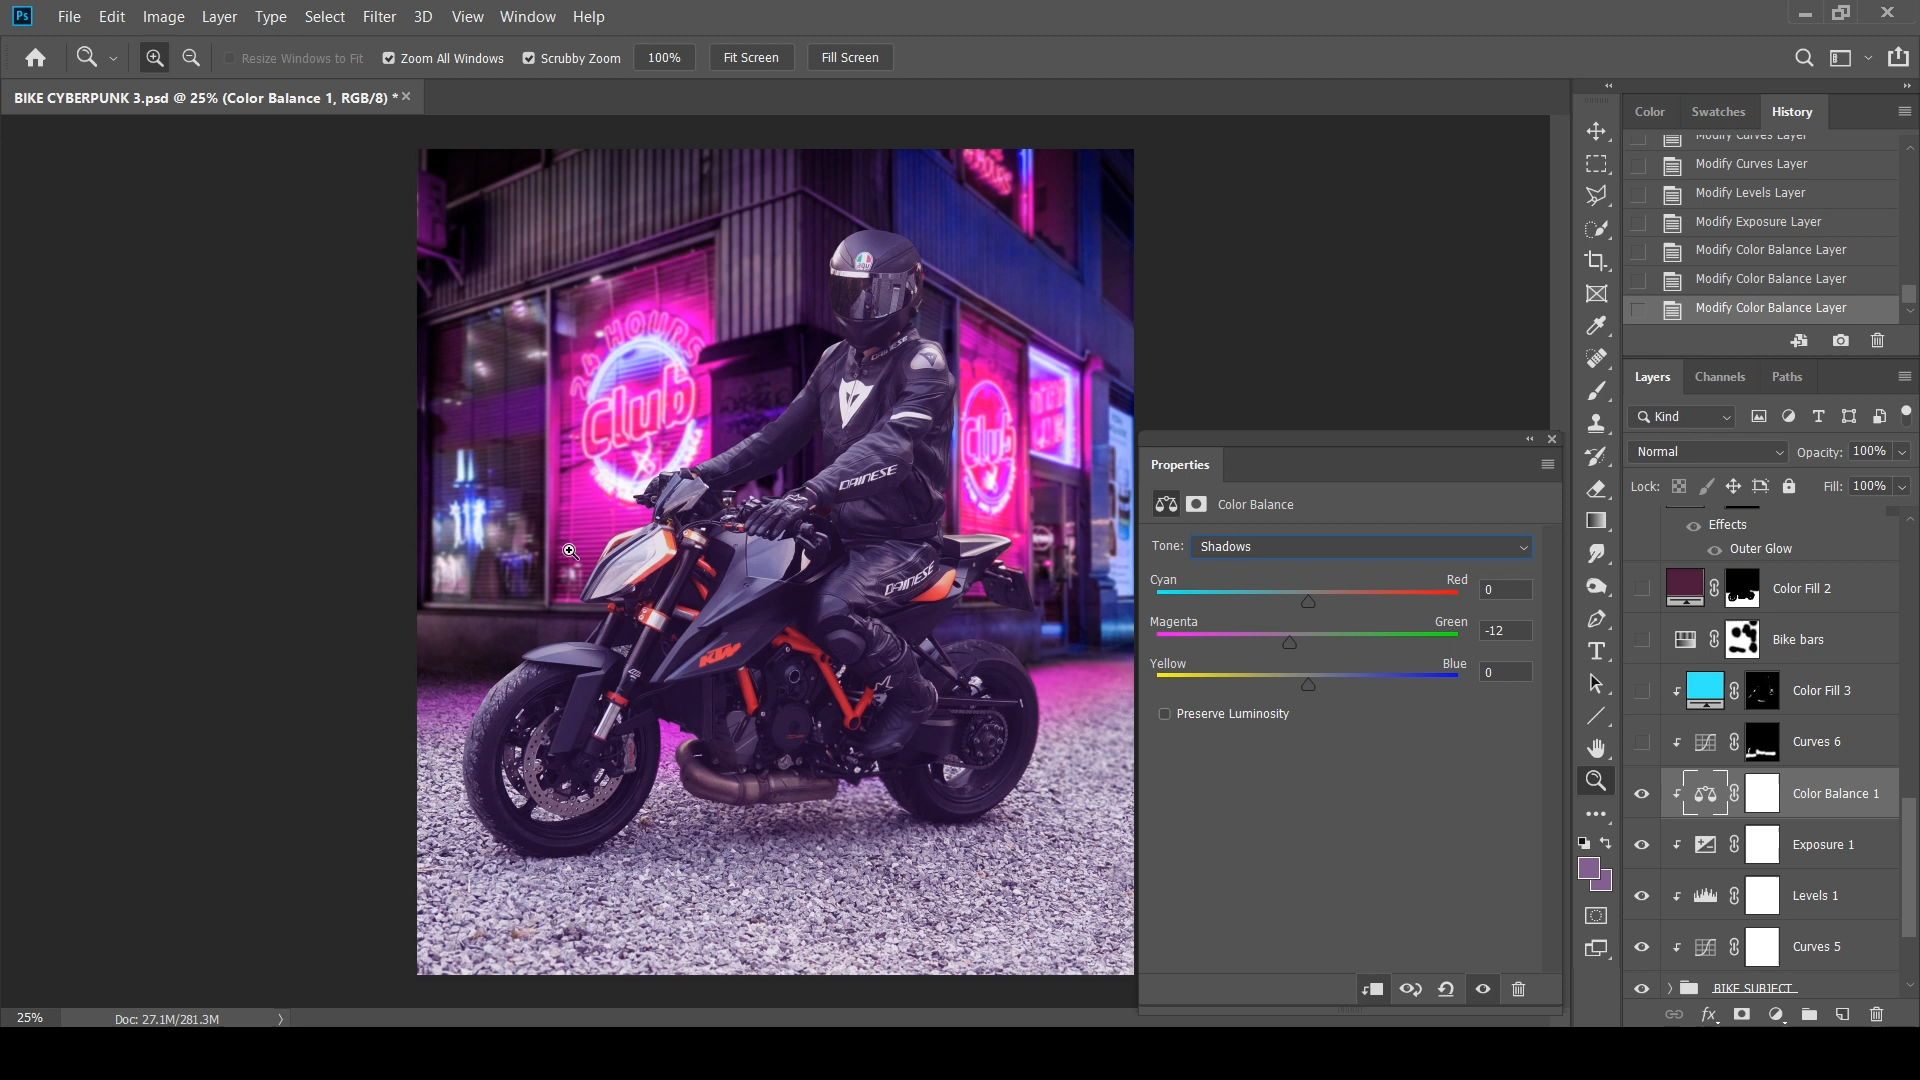 Ps File Edit Image Layer Type Select Filter 3D View Window Help
Resize Windows to Fit Zoom All Windows Scrubby Zoom 100% Fit Screen Fill Screen
BIKE CYBERPUNK 3.psd @ 25% (Color Balance 1, RGB/8) * ×
Color Swatches History
Modify Curves Layer
Modify Curves Layer
Modify Levels Layer
Modify Exposure Layer
Modify Color Balance Layer
Modify Color Balance Layer
Modify Color Balance Layer
Layers Channels Paths
Kind
Normal Opacity: 100%
Lock: Fill: 100%
Effects
Outer Glow
Color Fill 2
Bike bars
Color Fill 3
Curves 6
Color Balance 1
Exposure 1
Levels 1
Curves 5
BIKE SUBJECT
Properties
Color Balance
Tone: Shadows
Cyan Red 0
Magenta Green -12
Yellow Blue 0
Preserve Luminosity
24 HOURS
Club
X
Club
DAINESE
DAINESE
DAINESE
KTM
25% Doc: 27.1M/281.3M